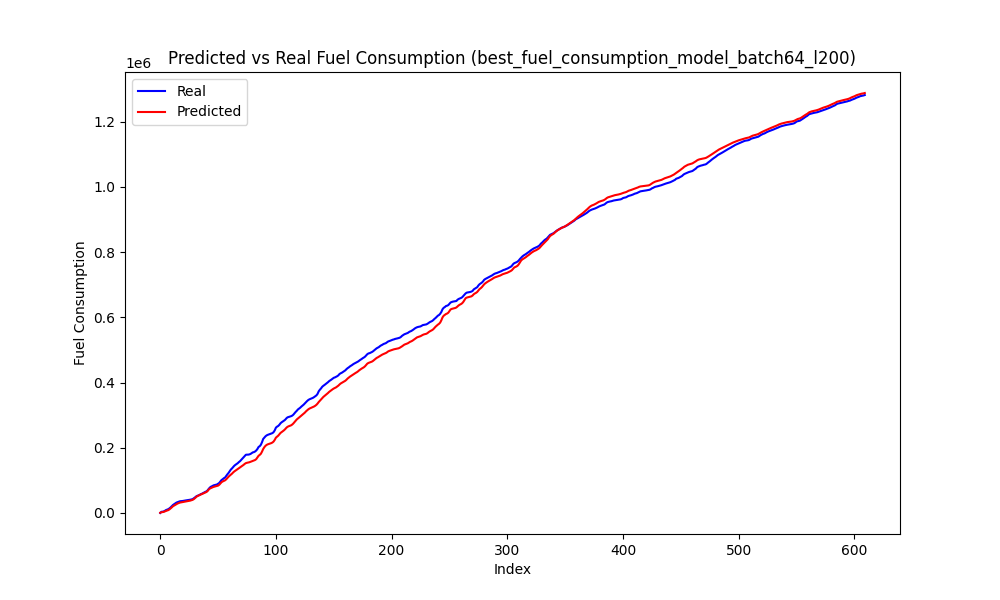 Predicted vs Real Fuel Consumption (best_fuel_consumption_model_batch64_l200)
1e6
Real
Predicted
1.2
1.0
0.8
0.6
0.4
0.2
0.0
Fuel Consumption
0 100 200 300 400 500 600
Index